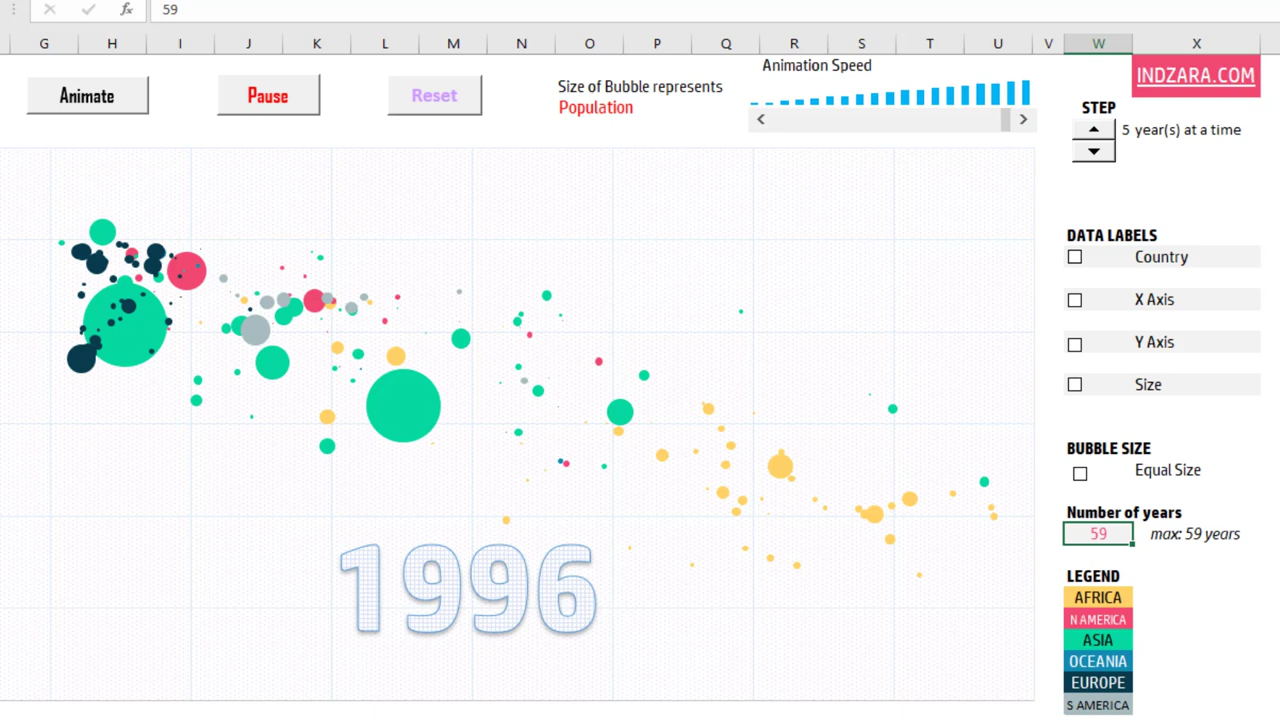 fx 59
G H I J K L M N O P Q R S T U V W X
Animate
Pause
Reset
Size of Bubble represents
Population
Animation Speed
INDZARA.COM
STEP
5 year(s) at a time
DATA LABELS
Country
X Axis
Y Axis
Size
BUBBLE SIZE
Equal Size
Number of years
59 max: 59 years
1996
LEGEND
AFRICA
N AMERICA
ASIA
OCEANIA
EUROPE
S AMERICA